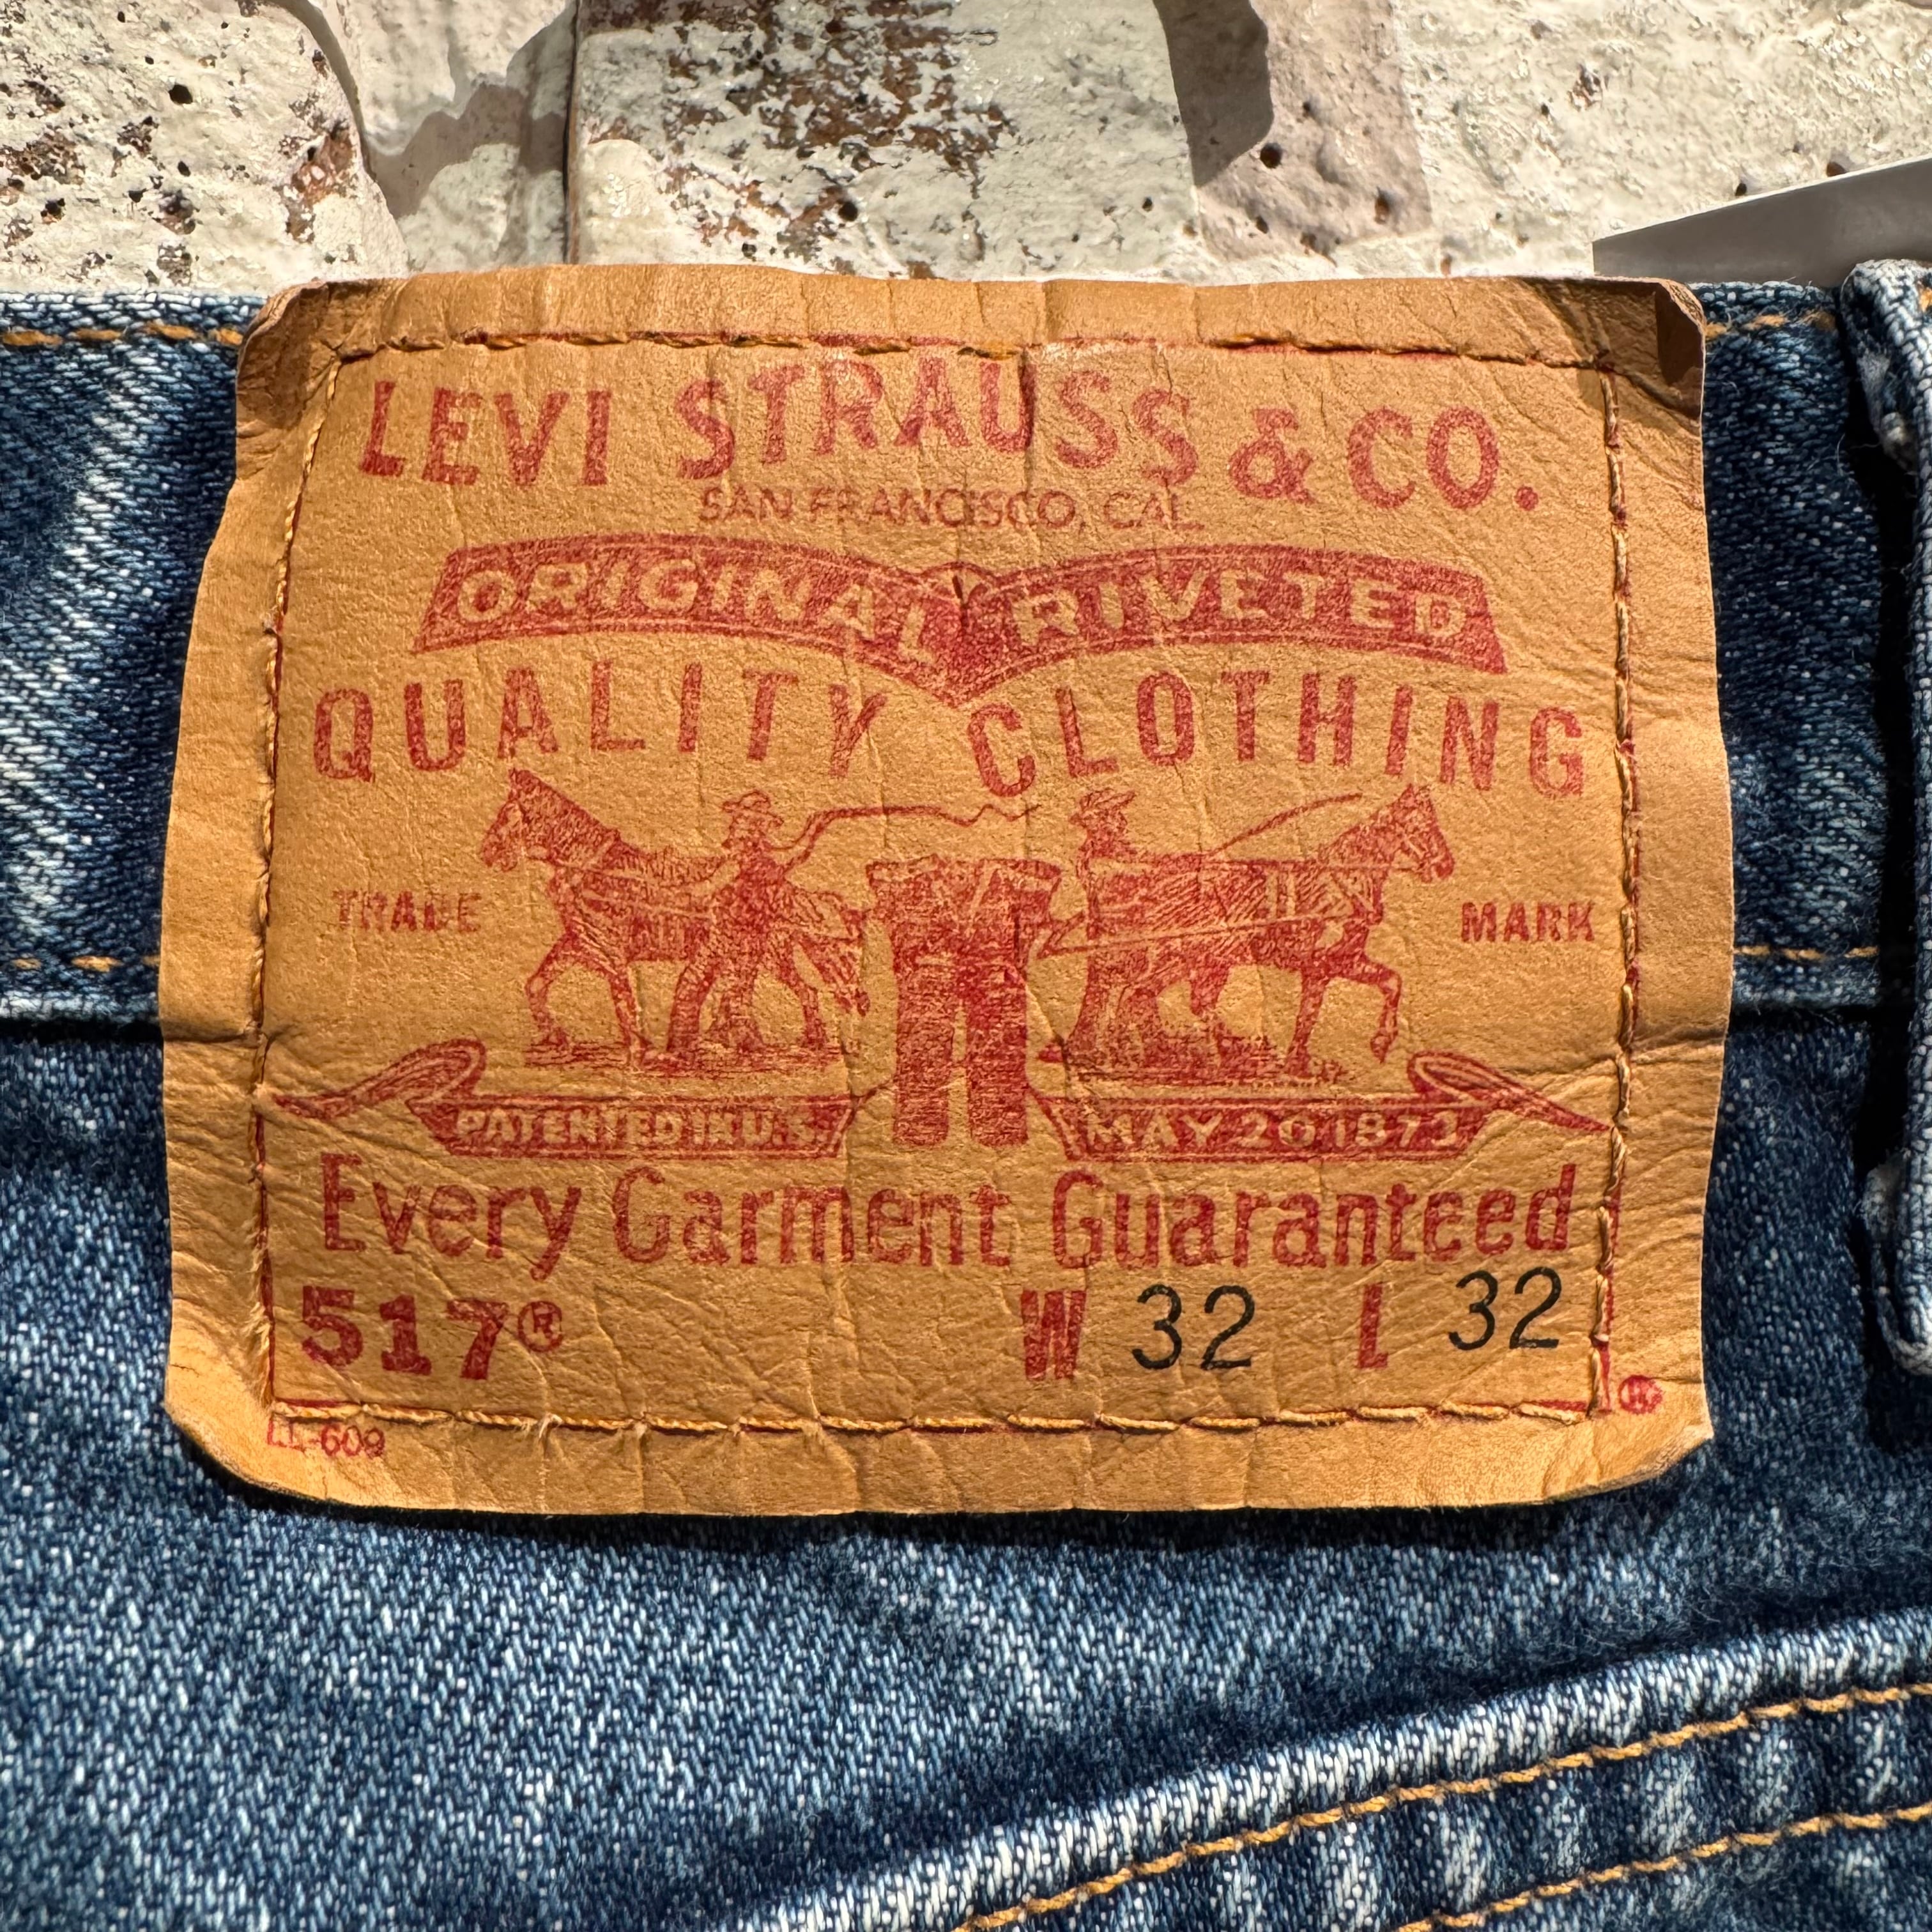 LEVI STRAUSS & CO.
SAN FRANCISCO, CAL.
ORIGINAL RIVETED
QUALITY CLOTHING
TRADE MARK
PATENTED IN U.S. MAY 20 1873
Every Garment Guaranteed
517® W 32 L 32
®
LL-609